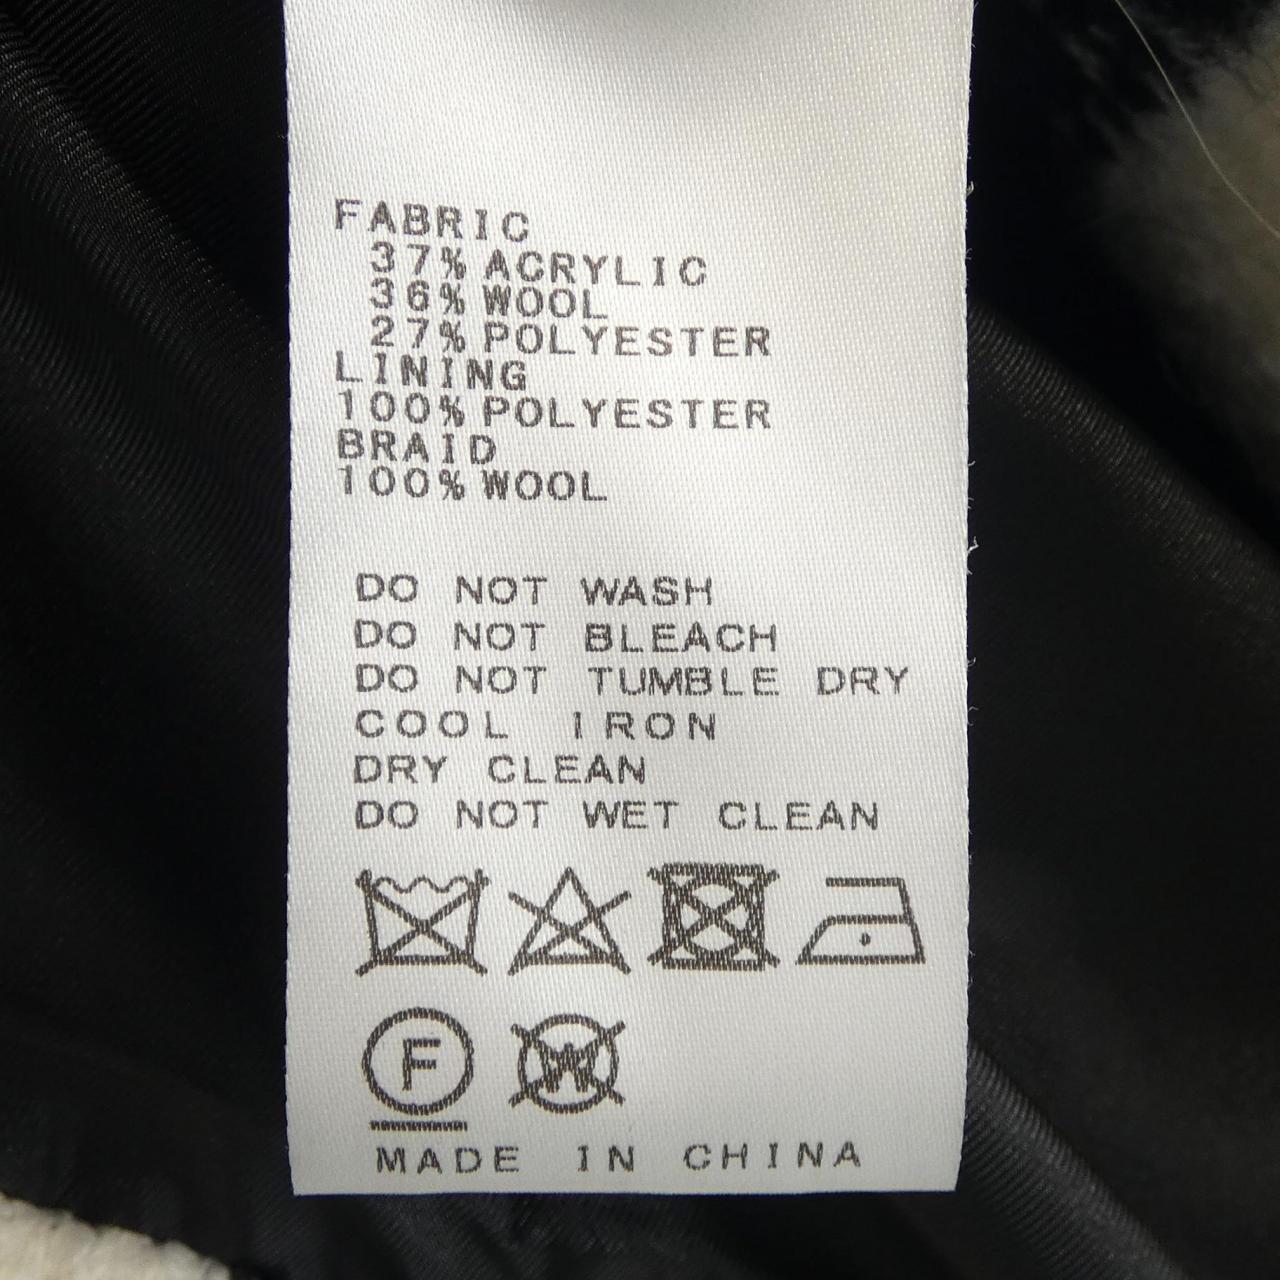 FABRIC
37% ACRYLIC
36% WOOL
27% POLYESTER
LINING
100% POLYESTER
BRAID
100% WOOL
DO NOT WASH
DO NOT BLEACH
DO NOT TUMBLE DRY
COOL IRON
DRY CLEAN
DO NOT WET CLEAN
F W
MADE IN CHINA